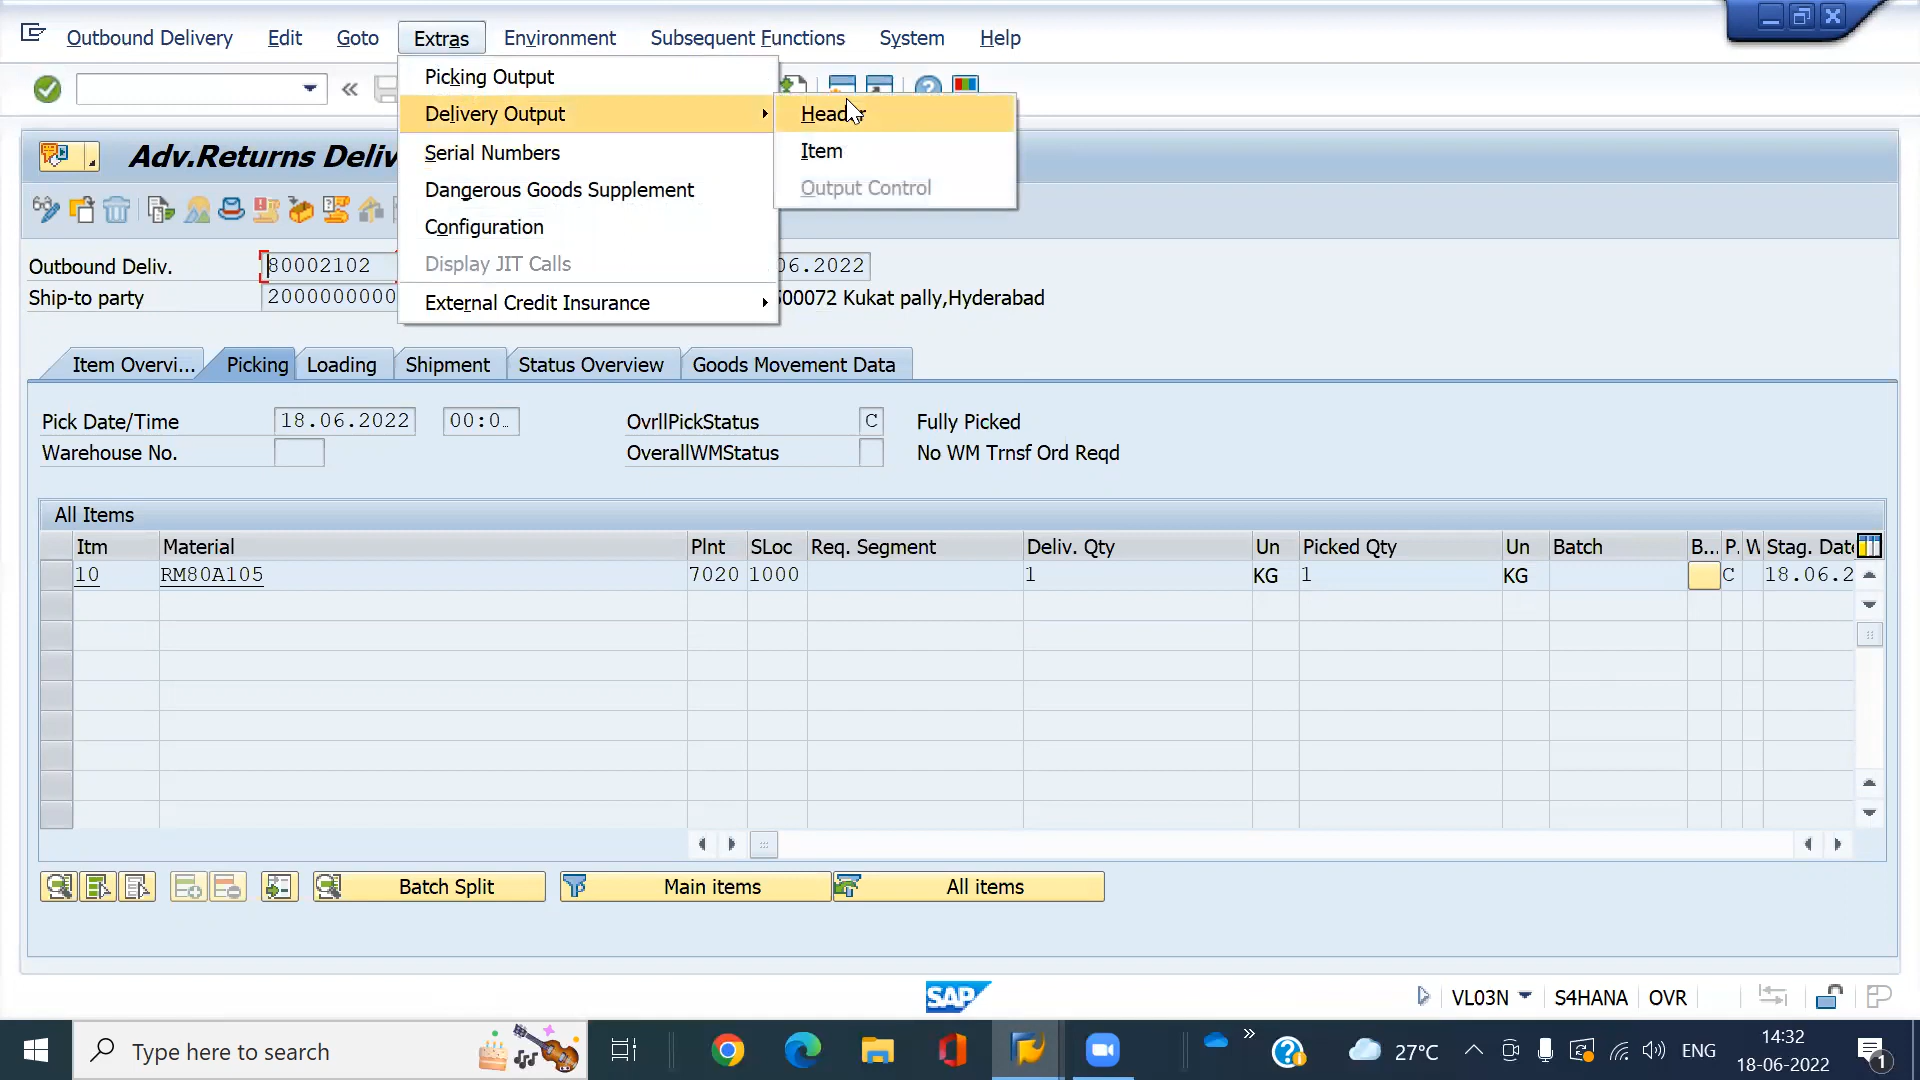 Outbound Delivery Edit Goto Extras Environment Subsequent Functions System Help
Picking Output
Delivery Output
Serial Numbers
Dangerous Goods Supplement
Configuration
Display JIT Calls
External Credit Insurance
Header
Item
Output Control
Adv.Returns Deliv
Outbound Deliv. 80002102 06.2022
Ship-to party 2000000000 500072 Kukat pally,Hyderabad
Item Overvi... Picking Loading Shipment Status Overview Goods Movement Data
Pick Date/Time 18.06.2022 00:0.. OvrllPickStatus C Fully Picked
Warehouse No. OverallWMStatus No WM Trnsf Ord Reqd
All Items
Itm Material Plnt SLoc Req. Segment Deliv. Qty Un Picked Qty Un Batch B... P. W Stag. Date
10 RM80A105 7020 1000 1 KG 1 KG C 18.06.2
Batch Split Main items All items
SAP
VL03N S4HANA OVR
Type here to search 27°C ENG 14:32
18-06-2022 1